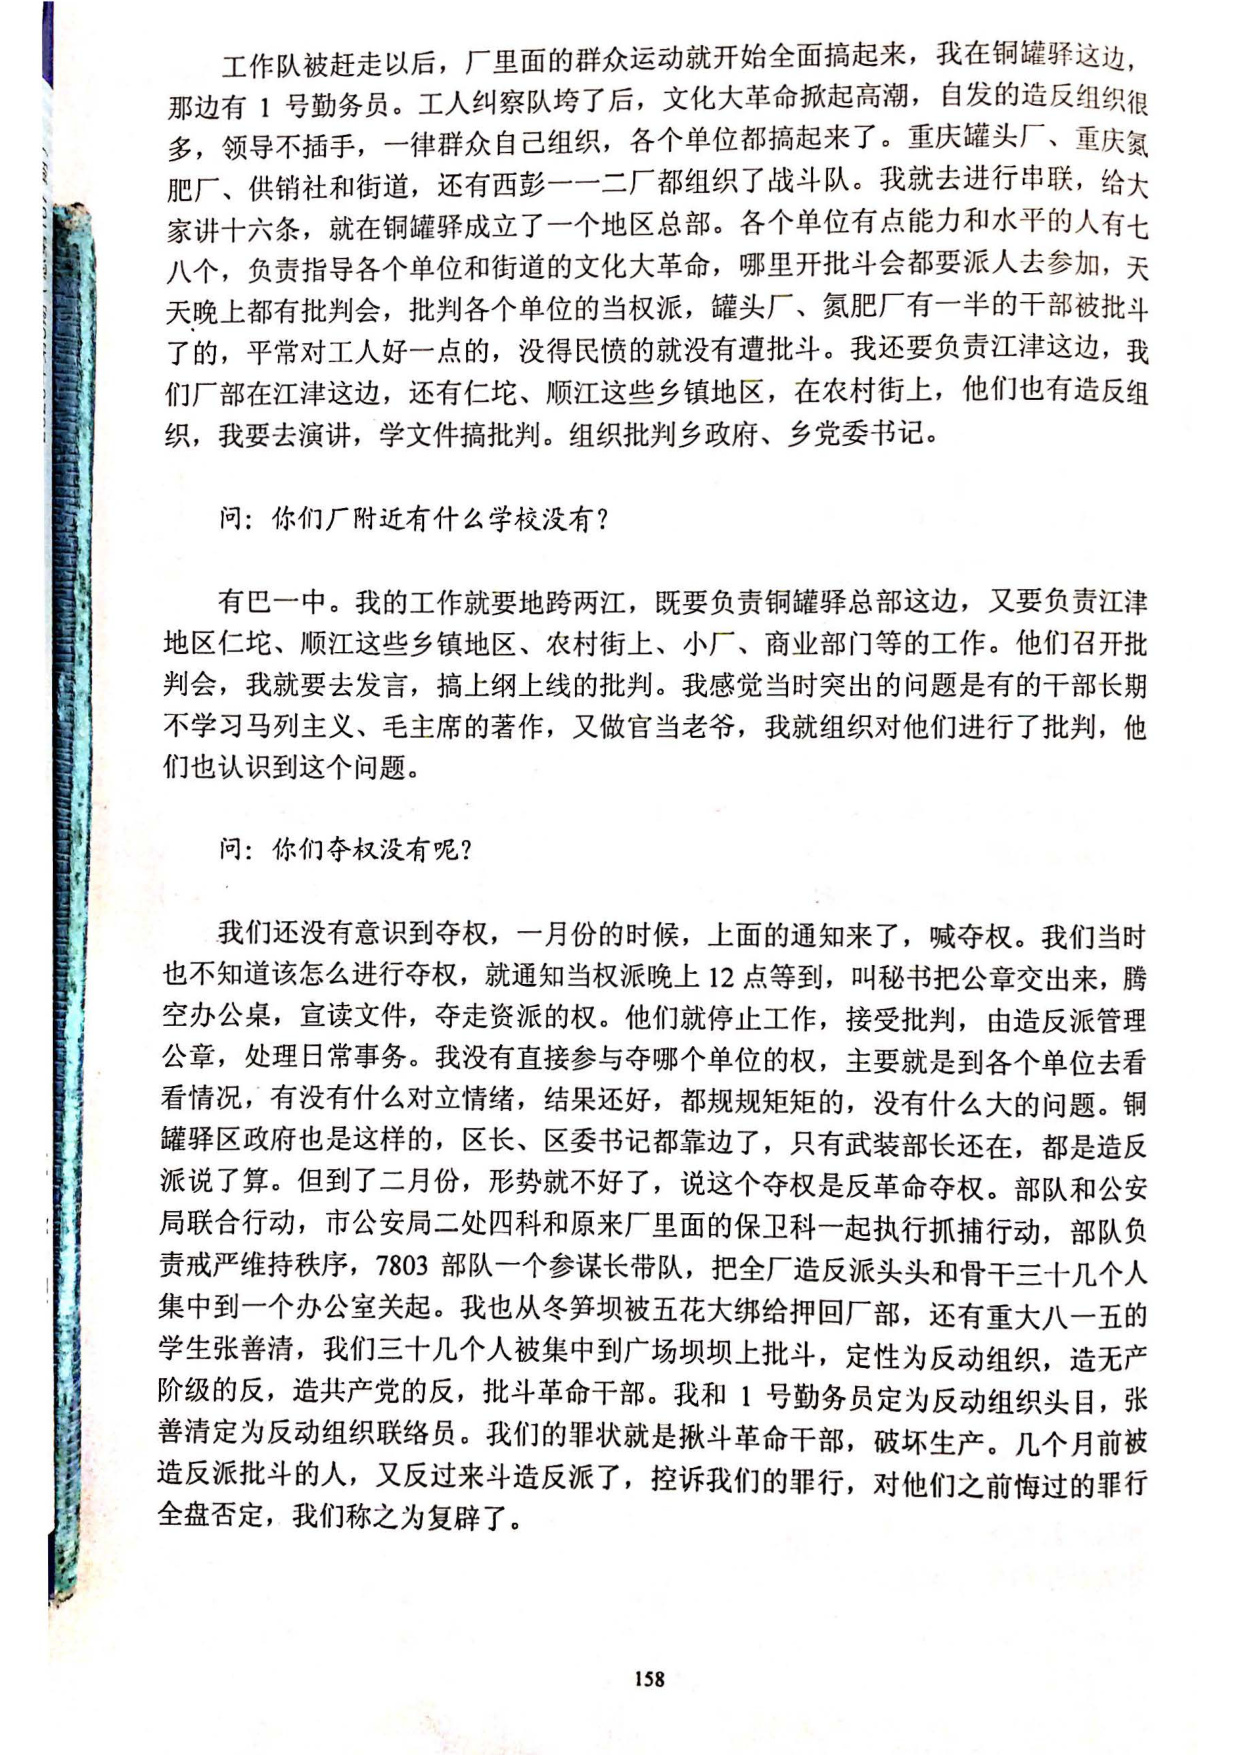 工作队被赶走以后，厂里面的群众运动就开始全面搞起来，我在铜罐驿这边，
那边有 1 号勤务员。工人纠察队垮了后，文化大革命掀起高潮，自发的造反组织很
多，领导不插手，一律群众自己组织，各个单位都搞起来了。重庆罐头厂、重庆氮
肥厂、供销社和街道，还有西彭一一二厂都组织了战斗队。我就去进行串联，给大
家讲十六条，就在铜罐驿成立了一个地区总部。各个单位有点能力和水平的人有七
八个，负责指导各个单位和街道的文化大革命，哪里开批斗会都要派人去参加，天
天晚上都有批判会，批判各个单位的当权派，罐头厂、氮肥厂有一半的干部被批斗
了的，平常对工人好一点的，没得民愤的就没有遭批斗。我还要负责江津这边，我
们厂部在江津这边，还有仁坨、顺江这些乡镇地区，在农村街上，他们也有造反组
织，我要去演讲，学文件搞批判。组织批判乡政府、乡党委书记。
问：你们厂附近有什么学校没有？
有巴一中。我的工作就要地跨两江，既要负责铜罐驿总部这边，又要负责江津
地区仁坨、顺江这些乡镇地区、农村街上、小厂、商业部门等的工作。他们召开批
判会，我就要去发言，搞上纲上线的批判。我感觉当时突出的问题是有的干部长期
不学习马列主义、毛主席的著作，又做官当老爷，我就组织对他们进行了批判，他
们也认识到这个问题。
问：你们夺权没有呢？
我们还没有意识到夺权，一月份的时候，上面的通知来了，喊夺权。我们当时
也不知道该怎么进行夺权，就通知当权派晚上 12 点等到，叫秘书把公章交出来，腾
空办公桌，宣读文件，夺走资派的权。他们就停止工作，接受批判，由造反派管理
公章，处理日常事务。我没有直接参与夺哪个单位的权，主要就是到各个单位去看
看情况，有没有什么对立情绪，结果还好，都规规矩矩的，没有什么大的问题。铜
罐驿区政府也是这样的，区长、区委书记都靠边了，只有武装部长还在，都是造反
派说了算。但到了二月份，形势就不好了，说这个夺权是反革命夺权。部队和公安
局联合行动，市公安局二处四科和原来厂里面的保卫科一起执行抓捕行动，部队负
责戒严维持秩序，7803 部队一个参谋长带队，把全厂造反派头头和骨干三十几个人
集中到一个办公室关起。我也从冬笋坝被五花大绑给押回厂部，还有重大八一五的
学生张善清，我们三十几个人被集中到广场坝坝上批斗，定性为反动组织，造无产
阶级的反，造共产党的反，批斗革命干部。我和 1 号勤务员定为反动组织头目，张
善清定为反动组织联络员。我们的罪状就是揪斗革命干部，破坏生产。几个月前被
造反派批斗的人，又反过来斗造反派了，控诉我们的罪行，对他们之前悔过的罪行
全盘否定，我们称之为复辟了。
158